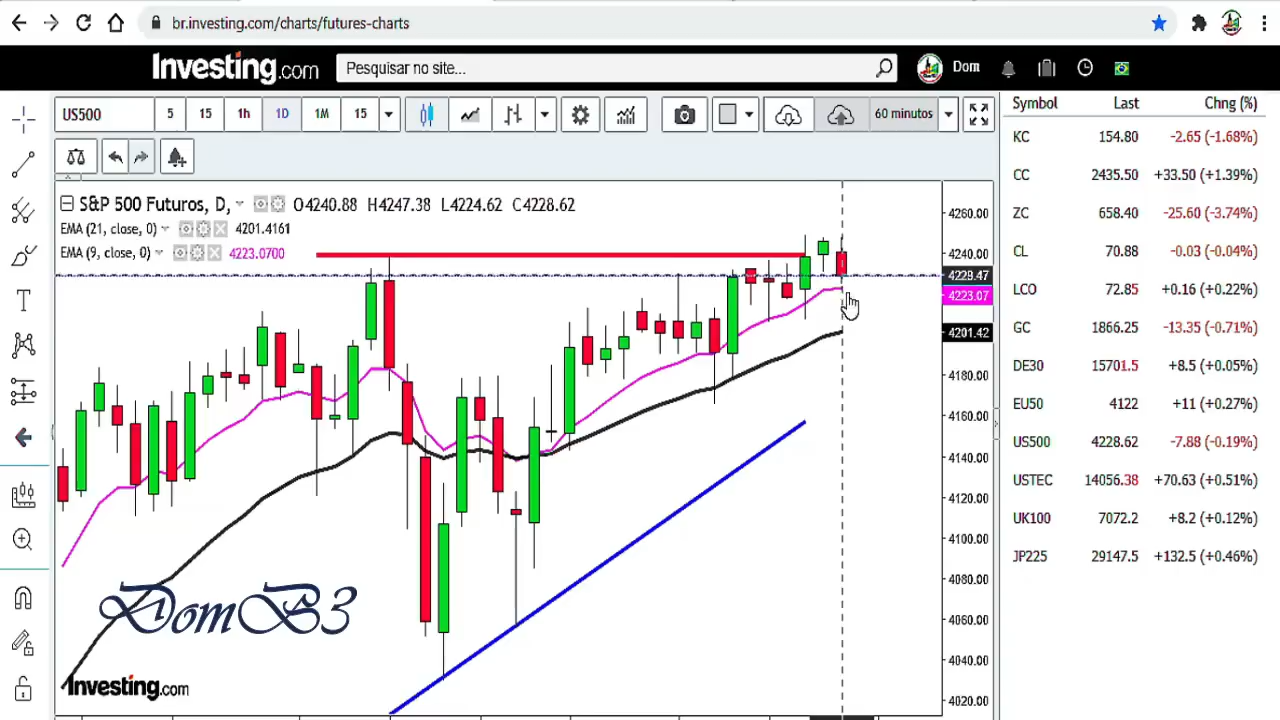 br.investing.com/charts/futures-charts
Investing.com
Pesquisar no site...
Dom
US500 5 15 1h 1D 1M 15 60 minutos
S&P 500 Futuros, D, O4240.88 H4247.38 L4224.62 C4228.62
EMA (21, close, 0) 4201.4161
EMA (9, close, 0) 4223.0700
4260.00
4240.00
4229.47
4223.07
4201.42
4180.00
4160.00
4140.00
4120.00
4100.00
4080.00
4060.00
4040.00
4020.00
DomB3
Investing.com
Symbol Last Chng (%)
KC 154.80 -2.65 (-1.68%)
CC 2435.50 +33.50 (+1.39%)
ZC 658.40 -25.60 (-3.74%)
CL 70.88 -0.03 (-0.04%)
LCO 72.85 +0.16 (+0.22%)
GC 1866.25 -13.35 (-0.71%)
DE30 15701.5 +8.5 (+0.05%)
EU50 4122 +11 (+0.27%)
US500 4228.62 -7.88 (-0.19%)
USTEC 14056.38 +70.63 (+0.51%)
UK100 7072.2 +8.2 (+0.12%)
JP225 29147.5 +132.5 (+0.46%)